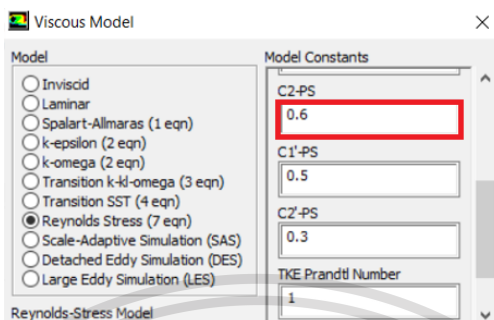 Viscous Model
Model
Inviscid
Laminar
Spalart-Allmaras (1 eqn)
k-epsilon (2 eqn)
k-omega (2 eqn)
Transition k-kl-omega (3 eqn)
Transition SST (4 eqn)
Reynolds Stress (7 eqn)
Scale-Adaptive Simulation (SAS)
Detached Eddy Simulation (DES)
Large Eddy Simulation (LES)
Reynolds-Stress Model
Model Constants
C2-PS
0.6
C1'-PS
0.5
C2'-PS
0.3
TKE Prandtl Number
1